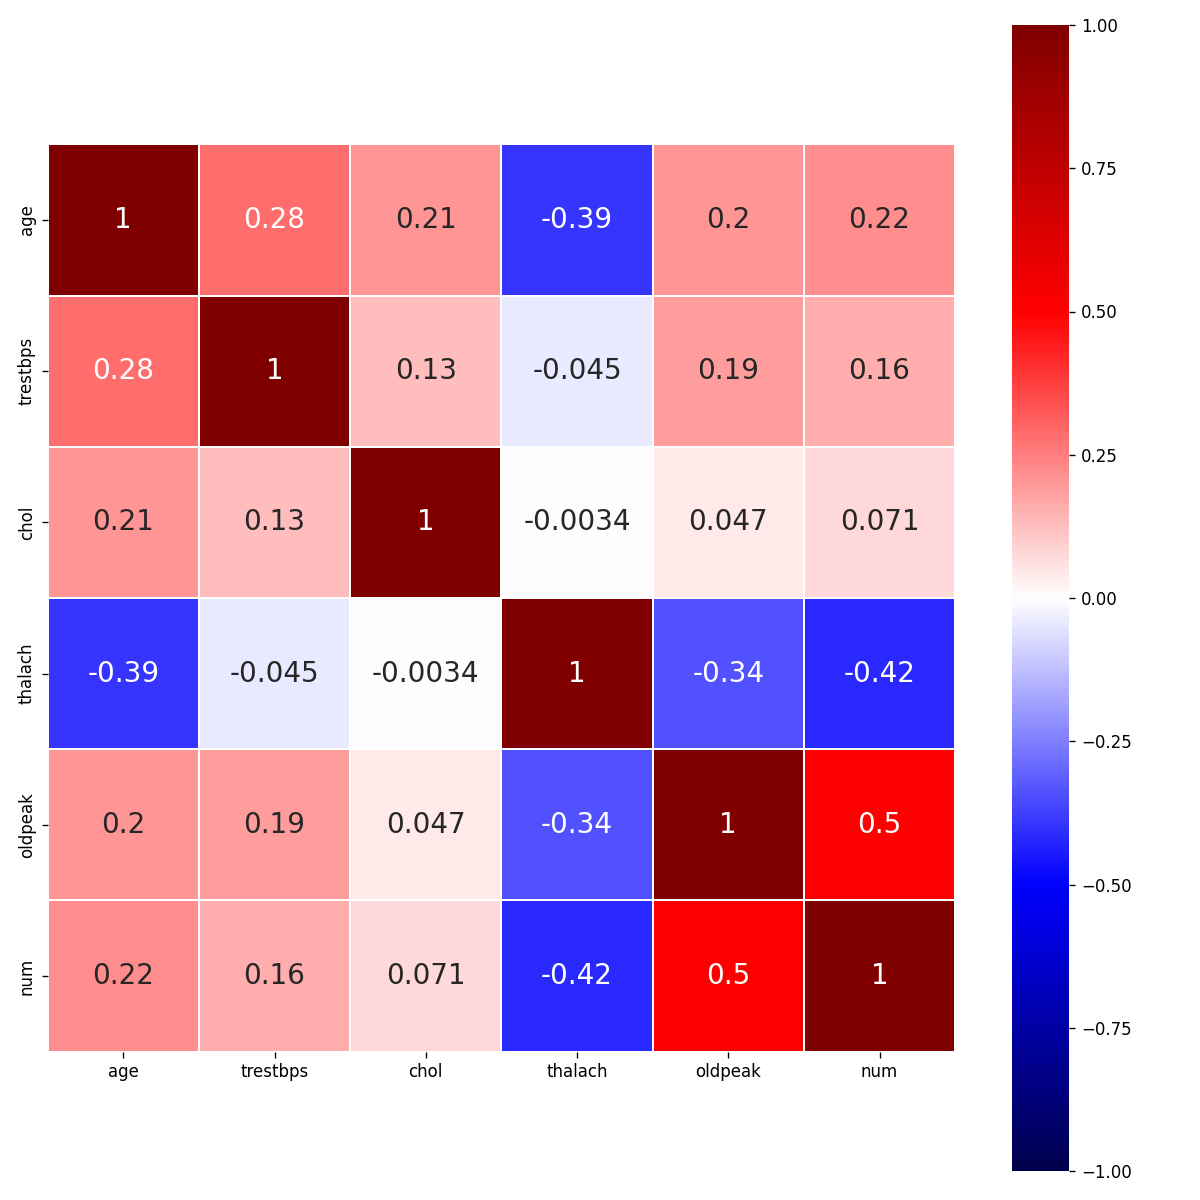 1.00
age 1 0.28 0.21 -0.39 0.2 0.22
0.75
0.50
trestbps 0.28 1 0.13 -0.045 0.19 0.16
0.25
chol 0.21 0.13 1 -0.0034 0.047 0.071
0.00
thalach -0.39 -0.045 -0.0034 1 -0.34 -0.42
−0.25
oldpeak 0.2 0.19 0.047 -0.34 1 0.5
−0.50
num 0.22 0.16 0.071 -0.42 0.5 1
−0.75
age trestbps chol thalach oldpeak num
−1.00